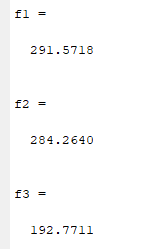 f1 =
291.5718
f2 =
284.2640
f3 =
192.7711